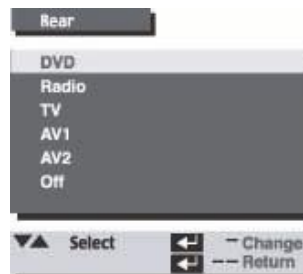 Rear
DVD
Radio
TV
AV1
AV2
Off
▼▲ Select – Change
–– Return